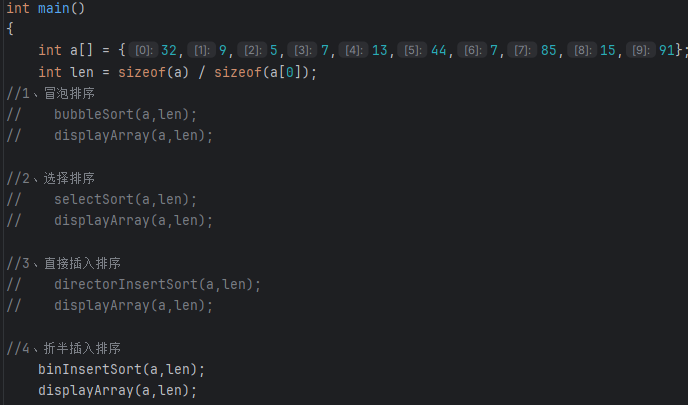 int main()
{
int a[] = {[0]: 32,[1]: 9,[2]: 5,[3]: 7,[4]: 13,[5]: 44,[6]: 7,[7]: 85,[8]: 15,[9]: 91};
int len = sizeof(a) / sizeof(a[0]);
//1、冒泡排序
//    bubbleSort(a,len);
//    displayArray(a,len);
//2、选择排序
//    selectSort(a,len);
//    displayArray(a,len);
//3、直接插入排序
//    directorInsertSort(a,len);
//    displayArray(a,len);
//4、折半插入排序
binInsertSort(a,len);
displayArray(a,len);